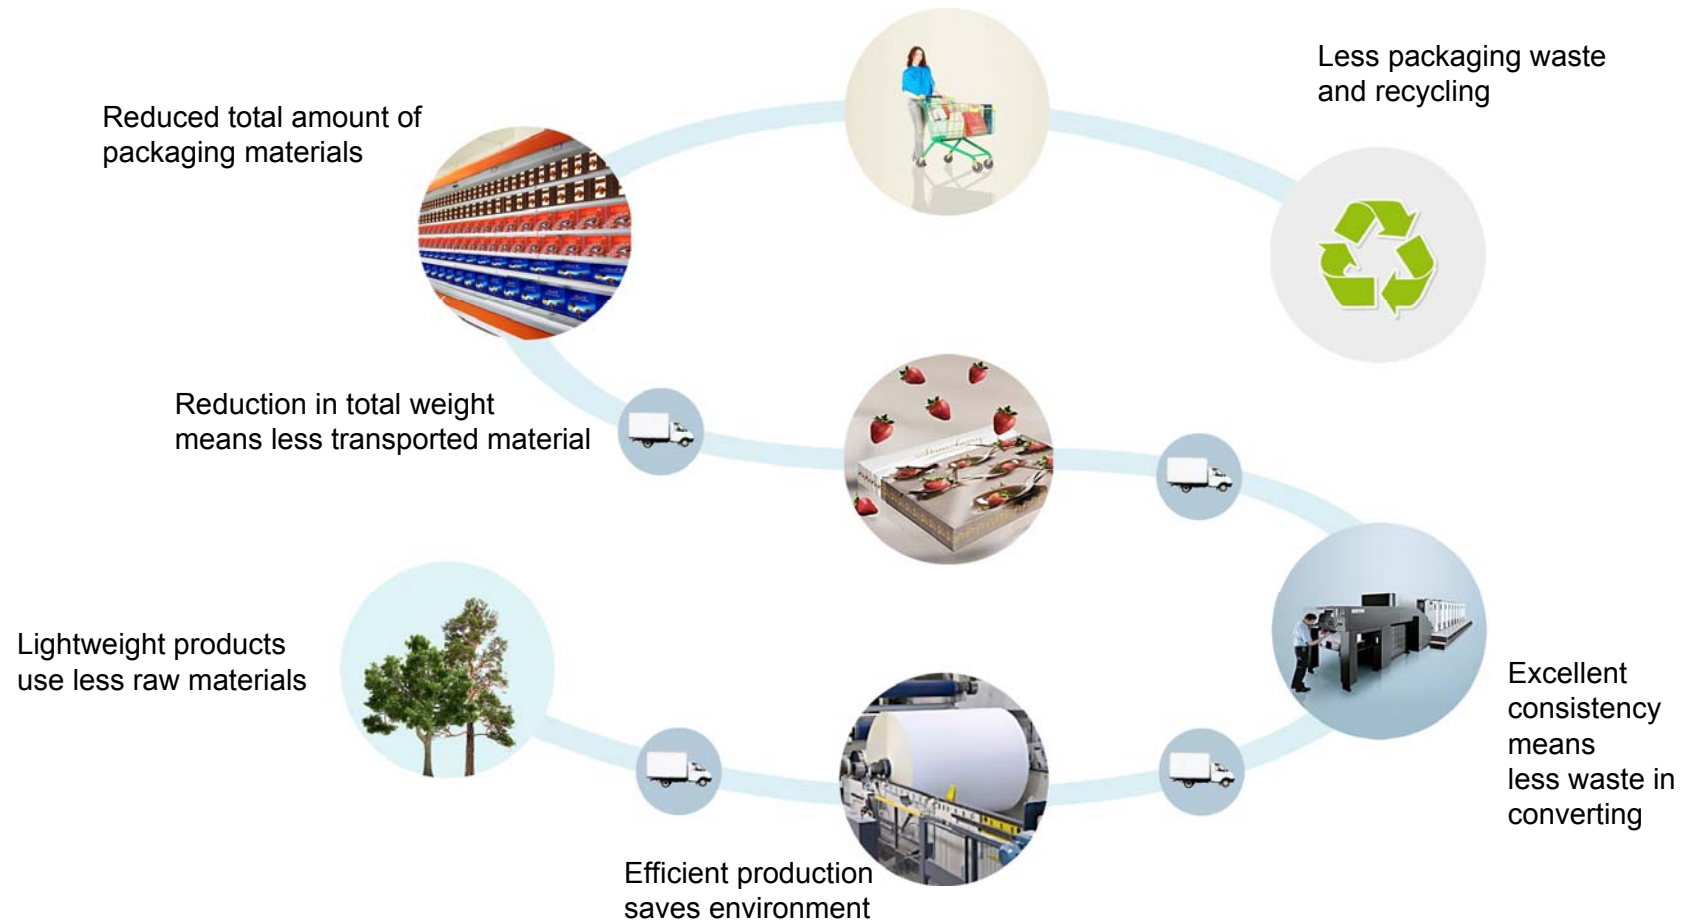 Less packaging waste
and recycling
Reduced total amount of
packaging materials
Reduction in total weight
means less transported material
Lightweight products
use less raw materials
Excellent
consistency
means
less waste in
converting
Efficient production
saves environment